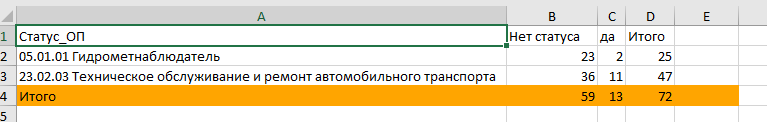 A B C D E
1 Статус_ОП Нет статуса да Итого
2 05.01.01 Гидрометнаблюдатель 23 2 25
3 23.02.03 Техническое обслуживание и ремонт автомобильного транспорта 36 11 47
4 Итого 59 13 72
5